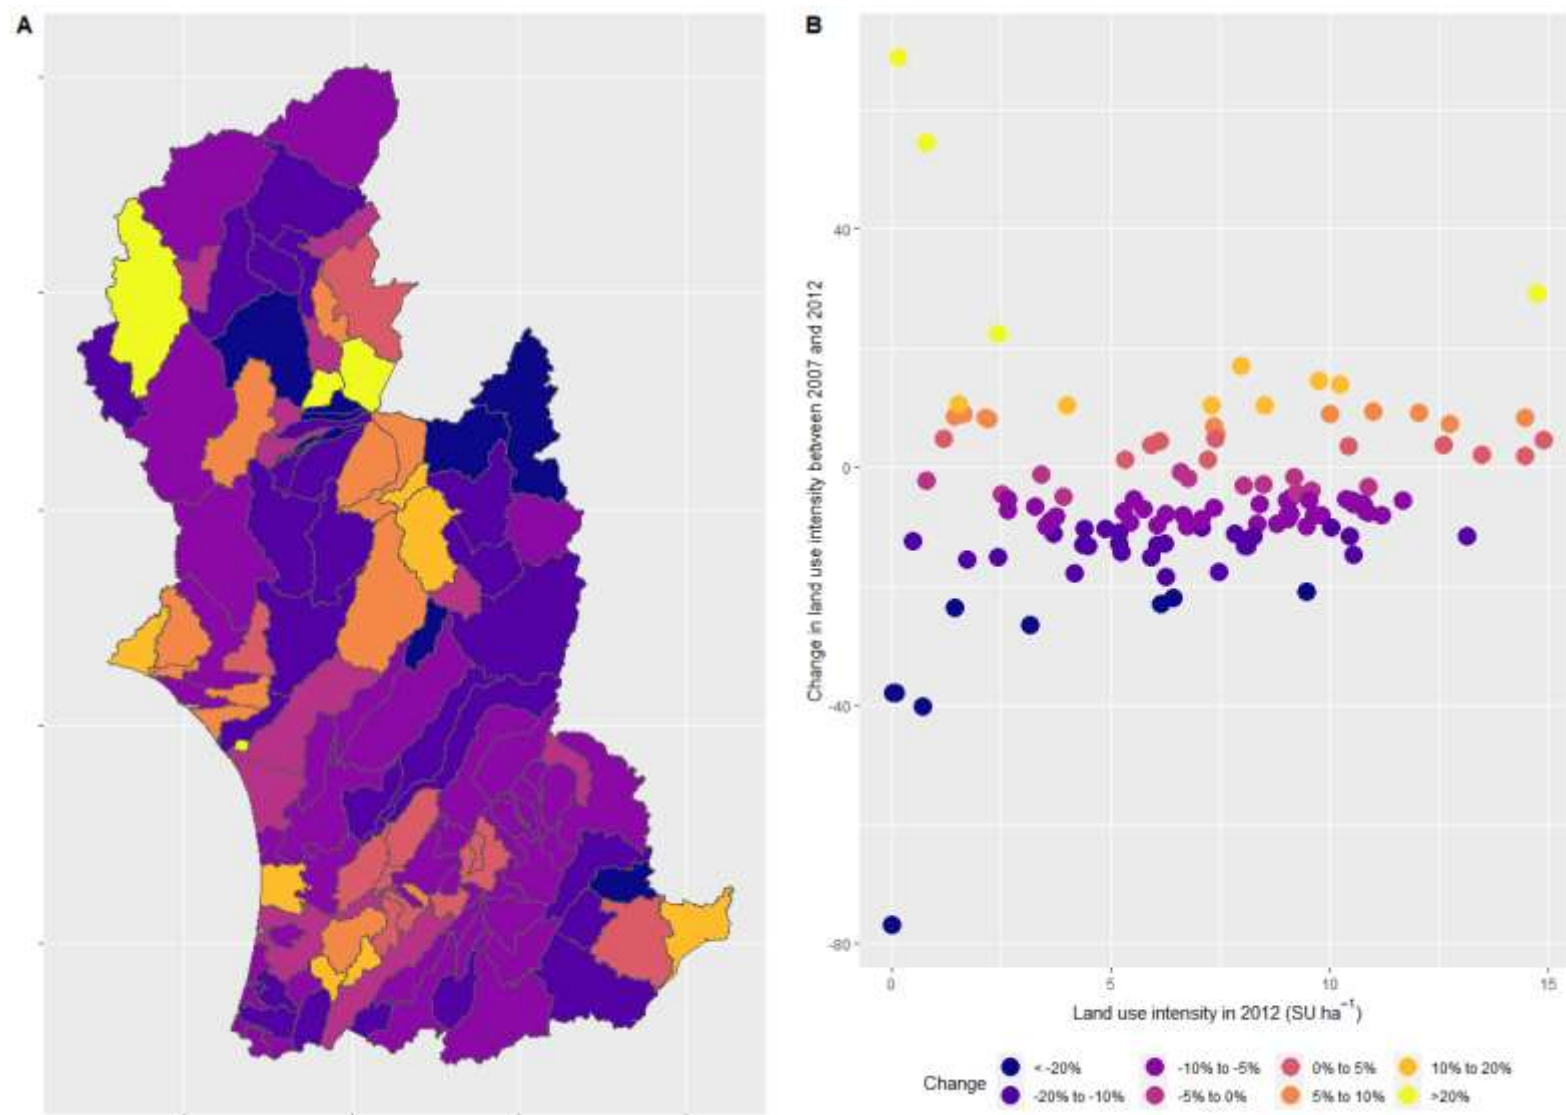 A
B
Change in land use intensity between 2007 and 2012
40
0
-40
-80
0
5
10
15
Land use intensity in 2012 (SU ha⁻¹)
Change
< -20%
-10% to -5%
0% to 5%
10% to 20%
-20% to -10%
-5% to 0%
5% to 10%
>20%